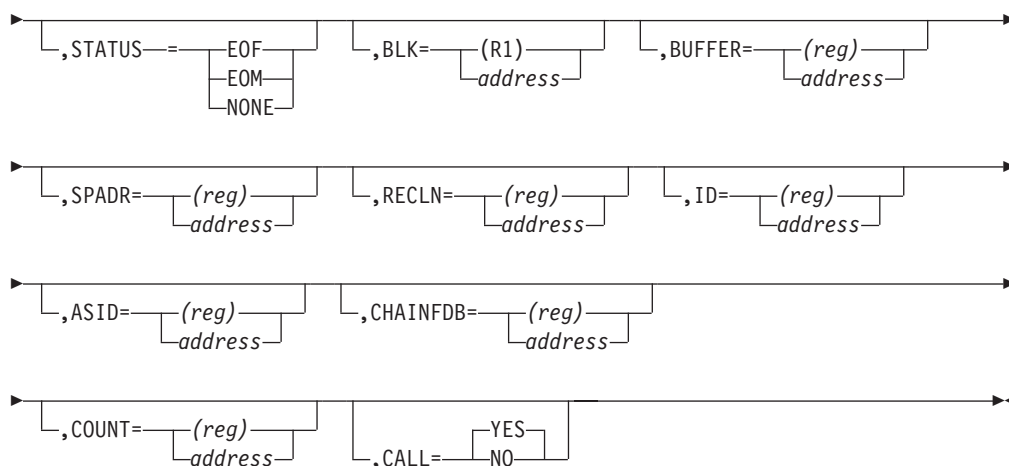 ,STATUS = EOF ,BLK= (R1) ,BUFFER= (reg)
EOM address address
NONE
,SPADR= (reg) ,RECLN= (reg) ,ID= (reg)
address address address
,ASID= (reg) ,CHAINFDB= (reg)
address address
,COUNT= (reg) YES
address ,CALL= NO